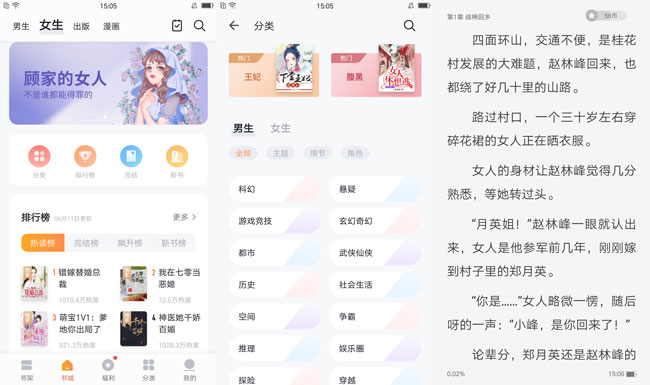 15:05
男生
女生
出版
漫画
顾家的女人
不是谁都能得罪的
分类
排行榜
完结
新书
排行榜 06月11日更新
更多 >
热读榜
完结榜
飙升榜
新书榜
1 错嫁替婚总裁
1070.4万热度
2 我在七零当恶媳
72.6万热度
3 萌宝1V1:爹地你出局了
921.3万热度
4 神医她千娇百媚
1028.3万热度
书架
书城
福利
分类
我的
15:05
分类
热门
王妃
热门
腹黑
男生
女生
全部
主题
情节
角色
科幻
悬疑
游戏竞技
玄幻奇幻
都市
武侠仙侠
历史
社会生活
空间
争霸
推理
娱乐圈
探险
穿越
第1章 战神回乡
四面环山，交通不便，是桂花
村发展的大难题，赵林峰回来，也
都绕了好几十里的山路。
路过村口，一个三十岁左右穿
碎花裙的女人正在晒衣服。
女人的身材让赵林峰觉得几分
熟悉，等她转过头。
“月英姐！”赵林峰一眼就认出
来，女人是他参军前几年，刚刚嫁
到村子里的郑月英。
“你是……”女人略微一愣，随后
呀的一声：“小峰，是你回来了！”
论辈分，郑月英还是赵林峰的
0.02%
15:06